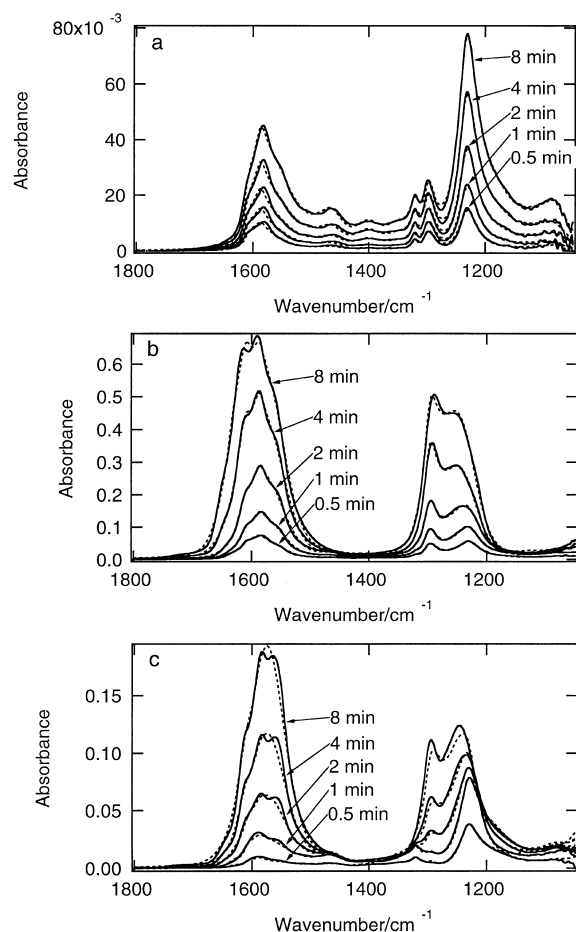 80x10 -3
a
8 min
60
4 min
2 min
40
1 min
0.5 min
20
0
Absorbance
1800 1600 1400 1200
Wavenumber/cm -1
b
0.6
8 min
0.5
4 min
0.4
2 min
0.3
1 min
0.2
0.5 min
0.1
0.0
Absorbance
1800 1600 1400 1200
Wavenumber/cm -1
c
0.15
8 min
4 min
0.10
2 min
1 min
0.05
0.5 min
0.00
Absorbance
1800 1600 1400 1200
Wavenumber/cm -1